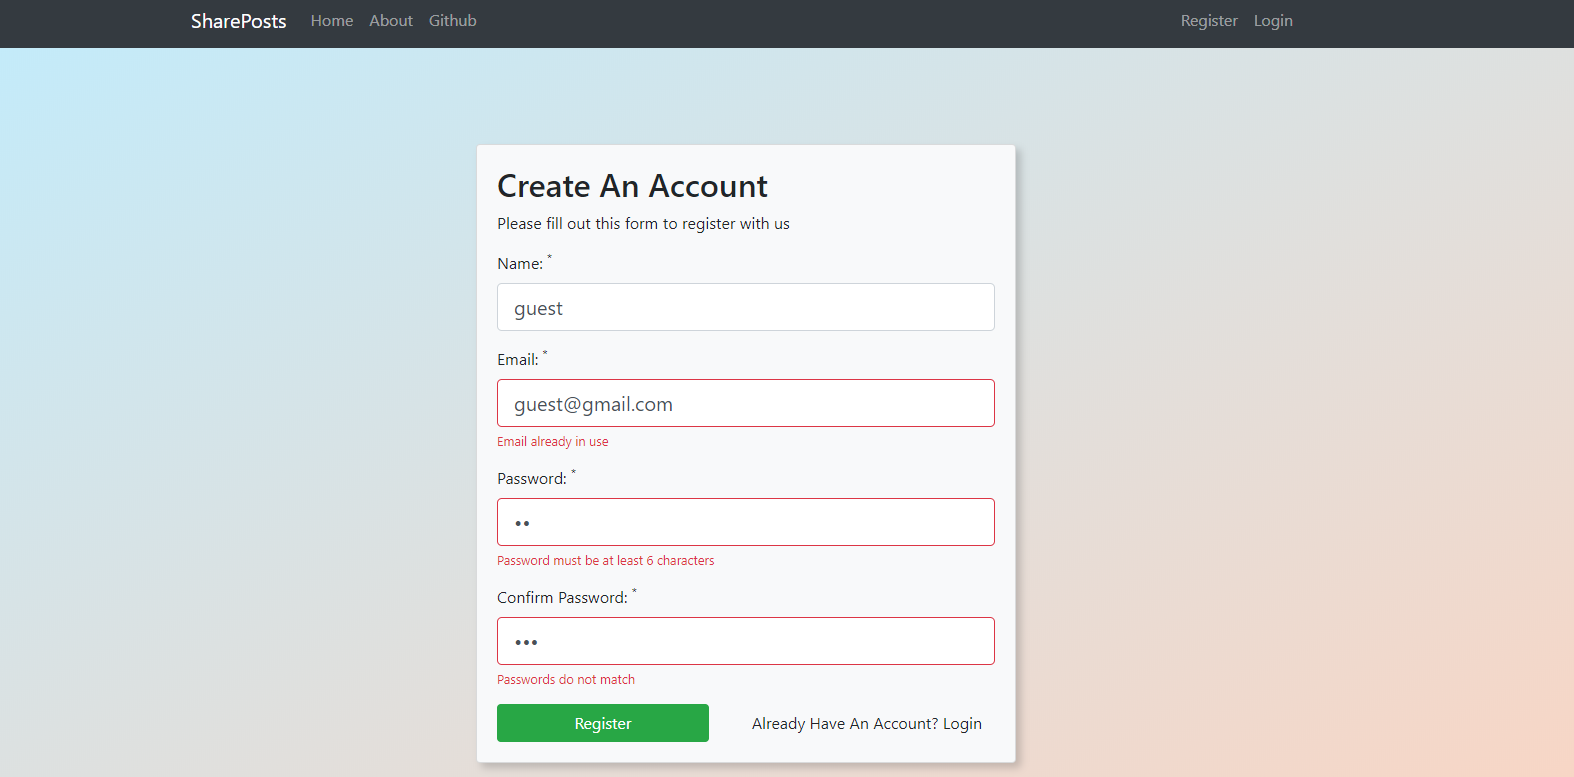 SharePosts Home About Github Register Login
Create An Account
Please fill out this form to register with us
Name: *
guest
Email: *
guest@gmail.com
Email already in use
Password: *
••
Password must be at least 6 characters
Confirm Password: *
•••
Passwords do not match
Register Already Have An Account? Login